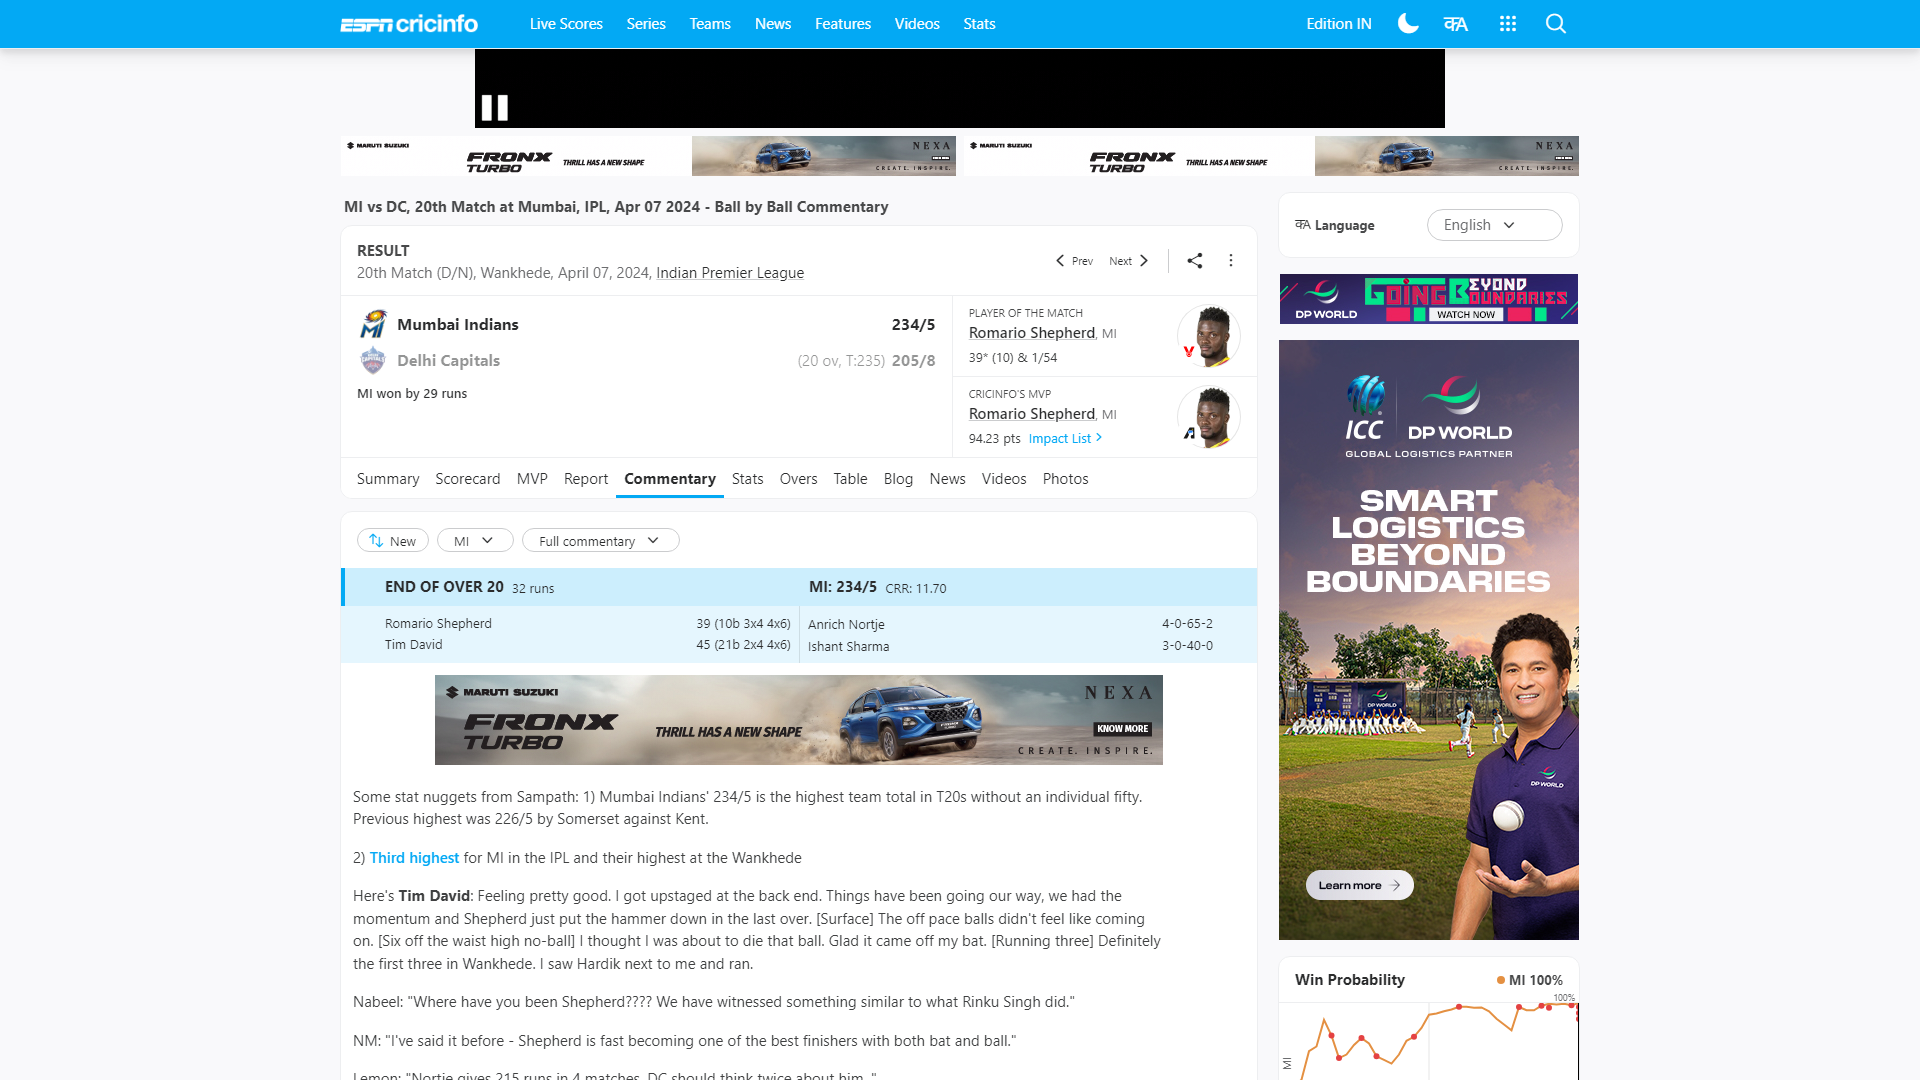 ESPN cricinfo Live Scores Series Teams News Features Videos Stats Edition IN
MARUTI SUZUKI FRONX TURBO THRILL HAS A NEW SHAPE NEXA CREATE. INSPIRE.
MARUTI SUZUKI FRONX TURBO THRILL HAS A NEW SHAPE NEXA CREATE. INSPIRE.
MI vs DC, 20th Match at Mumbai, IPL, Apr 07 2024 - Ball by Ball Commentary
RESULT
20th Match (D/N), Wankhede, April 07, 2024, Indian Premier League
Prev Next
Mumbai Indians 234/5
Delhi Capitals (20 ov, T:235) 205/8
MI won by 29 runs
PLAYER OF THE MATCH
Romario Shepherd, MI
39* (10) & 1/54
CRICINFO'S MVP
Romario Shepherd, MI
94.23 pts Impact List
Summary Scorecard MVP Report Commentary Stats Overs Table Blog News Videos Photos
New MI Full commentary
END OF OVER 20 32 runs MI: 234/5 CRR: 11.70
Romario Shepherd 39 (10b 3x4 4x6) Anrich Nortje 4-0-65-2
Tim David 45 (21b 2x4 4x6) Ishant Sharma 3-0-40-0
MARUTI SUZUKI NEXA
FRONX TURBO THRILL HAS A NEW SHAPE KNOW MORE
CREATE. INSPIRE.
Some stat nuggets from Sampath: 1) Mumbai Indians' 234/5 is the highest team total in T20s without an individual fifty.
Previous highest was 226/5 by Somerset against Kent.
2) Third highest for MI in the IPL and their highest at the Wankhede
Here's Tim David: Feeling pretty good. I got upstaged at the back end. Things have been going our way, we had the
momentum and Shepherd just put the hammer down in the last over. [Surface] The off pace balls didn't feel like coming
on. [Six off the waist high no-ball] I thought I was about to die that ball. Glad it came off my bat. [Running three] Definitely
the first three in Wankhede. I saw Hardik next to me and ran.
Nabeel: "Where have you been Shepherd???? We have witnessed something similar to what Rinku Singh did."
NM: "I've said it before - Shepherd is fast becoming one of the best finishers with both bat and ball."
Lemon: "Nortje gives 215 runs in 4 matches. DC should think twice about him.."
कA Language English
DP WORLD GOING BEYOND BOUNDARIES
WATCH NOW
ICC DP WORLD
GLOBAL LOGISTICS PARTNER
SMART
LOGISTICS
BEYOND
BOUNDARIES
DP WORLD
DP WORLD
Learn more
Win Probability MI 100%
100%
MI